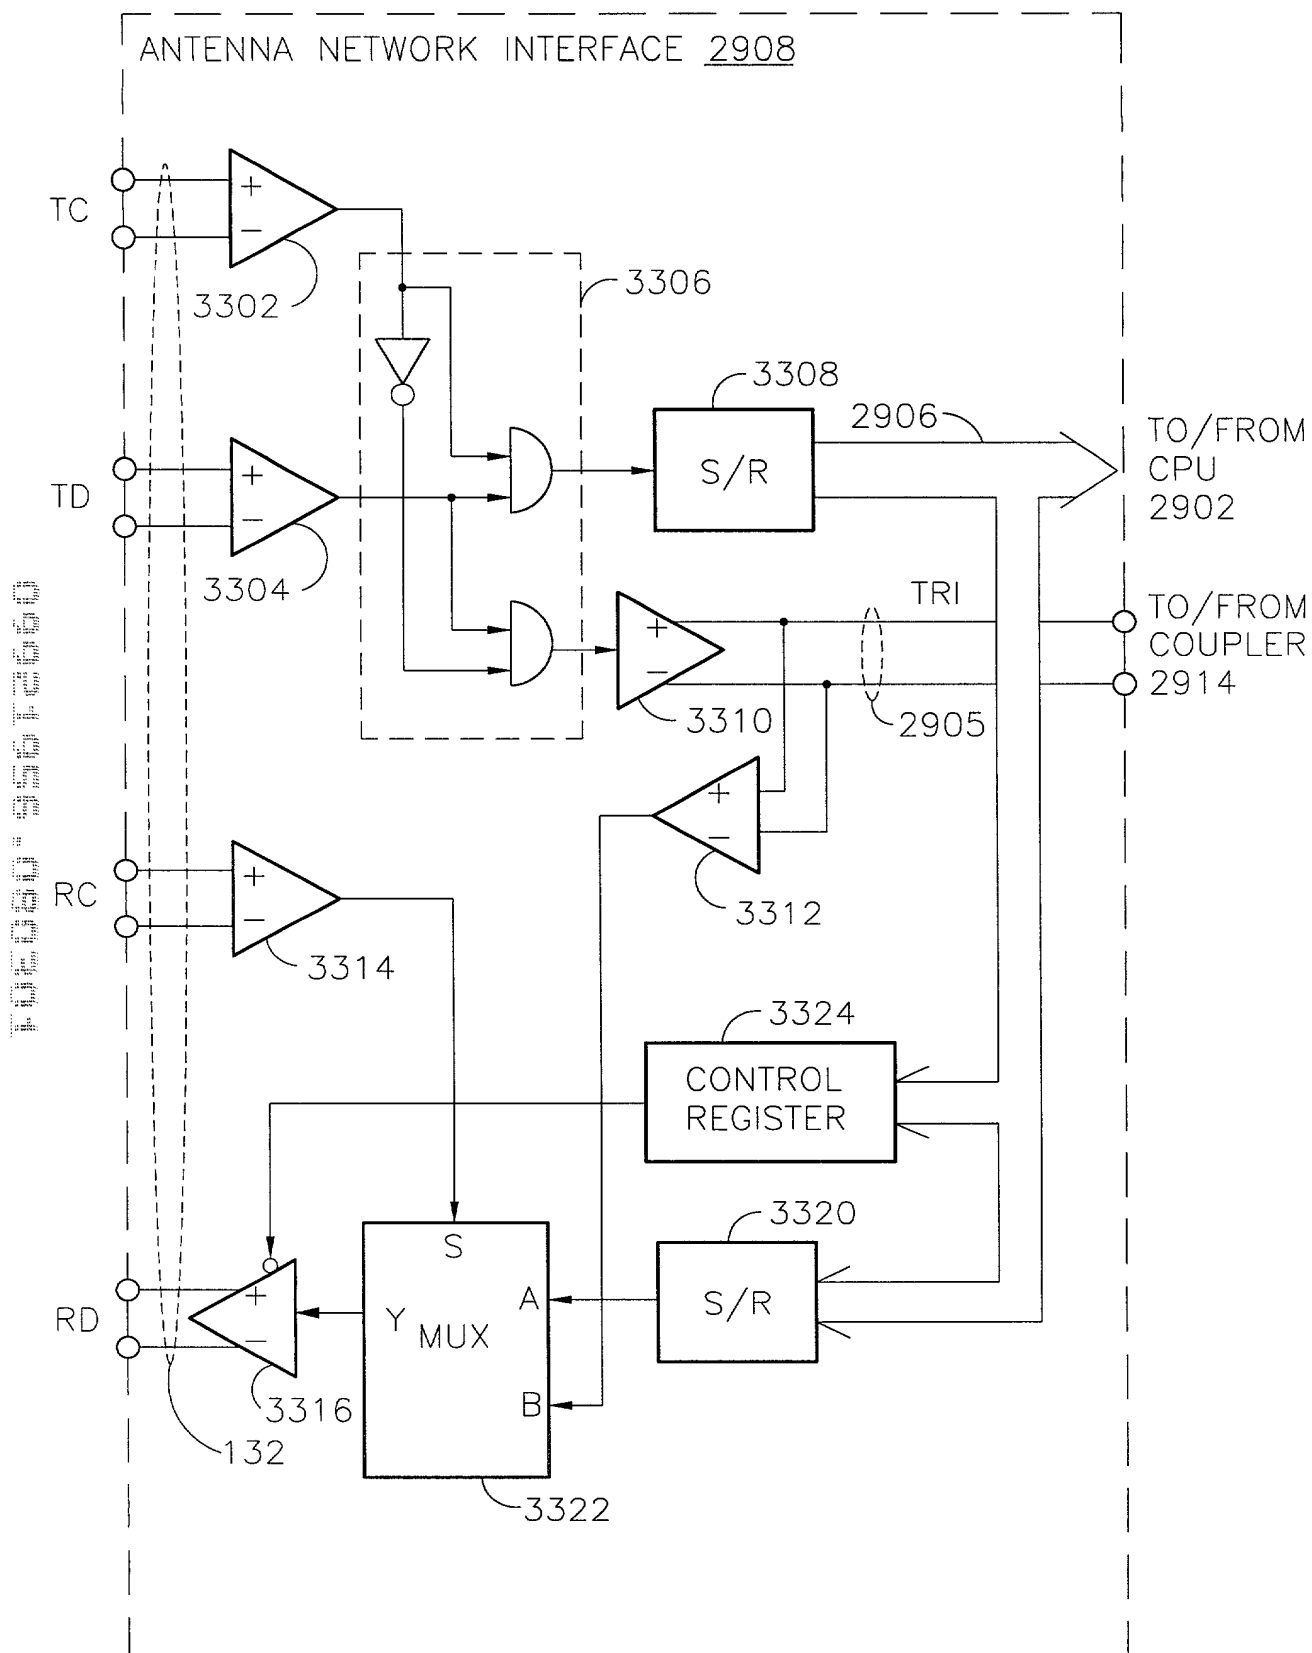 ANTENNA NETWORK INTERFACE 2908
TC
+
−
3302
3306
TD
+
−
3304
3308
S/R
2906
TO/FROM
CPU
2902
TRI
+
−
3310
2905
TO/FROM
COUPLER
2914
+
−
3312
RC
+
−
3314
3324
CONTROL
REGISTER
3320
S/R
S
A
Y
MUX
B
3322
RD
+
−
3316
132